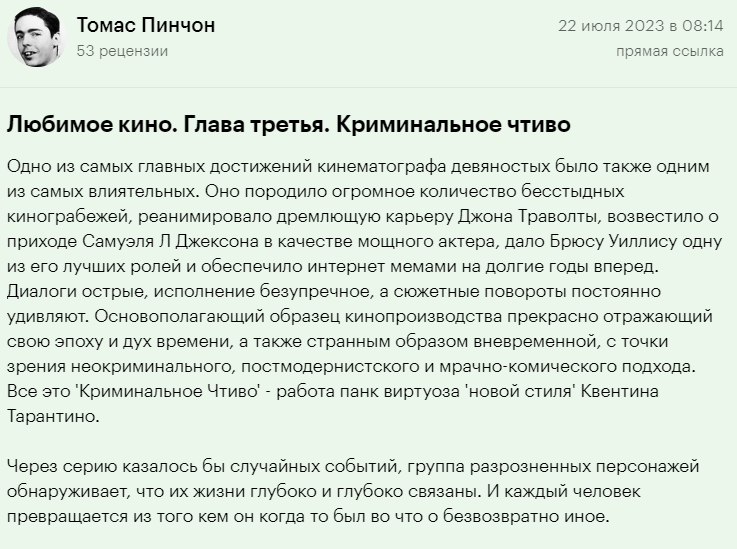 Томас Пинчон
53 рецензии
22 июля 2023 в 08:14
прямая ссылка
Любимое кино. Глава третья. Криминальное чтиво
Одно из самых главных достижений кинематографа девяностых было также одним
из самых влиятельных. Оно породило огромное количество бесстыдных
кинограбежей, реанимировало дремлющую карьеру Джона Траволты, возвестило о
приходе Самуэля Л Джексона в качестве мощного актера, дало Брюсу Уиллису одну
из его лучших ролей и обеспечило интернет мемами на долгие годы вперед.
Диалоги острые, исполнение безупречное, а сюжетные повороты постоянно
удивляют. Основополагающий образец кинопроизводства прекрасно отражающий
свою эпоху и дух времени, а также странным образом вневременной, с точки
зрения неокриминального, постмодернистского и мрачно-комического подхода.
Все это 'Криминальное Чтиво' - работа панк виртуоза 'новой стиля' Квентина
Тарантино.
Через серию казалось бы случайных событий, группа разрозненных персонажей
обнаруживает, что их жизни глубоко и глубоко связаны. И каждый человек
превращается из того кем он когда то был во что о безвозвратно иное.